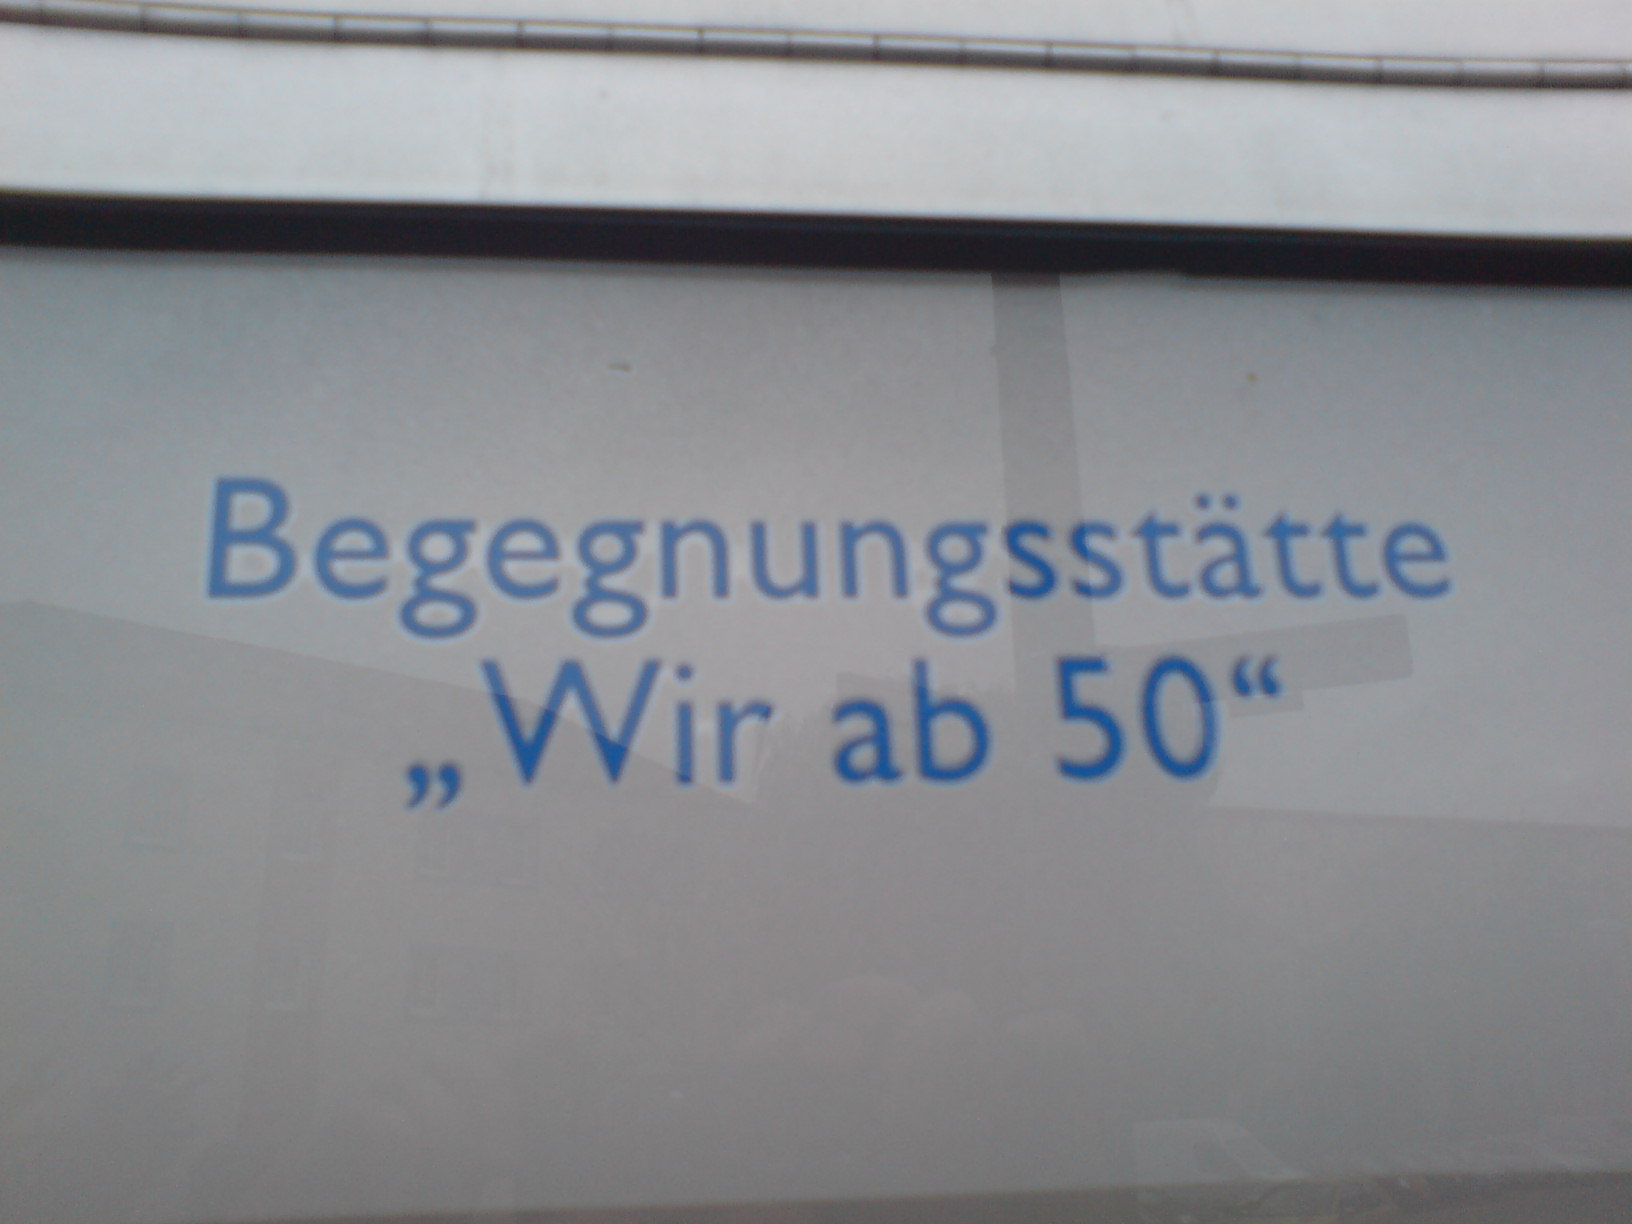 Begegnungsstätte
„Wir ab 50“